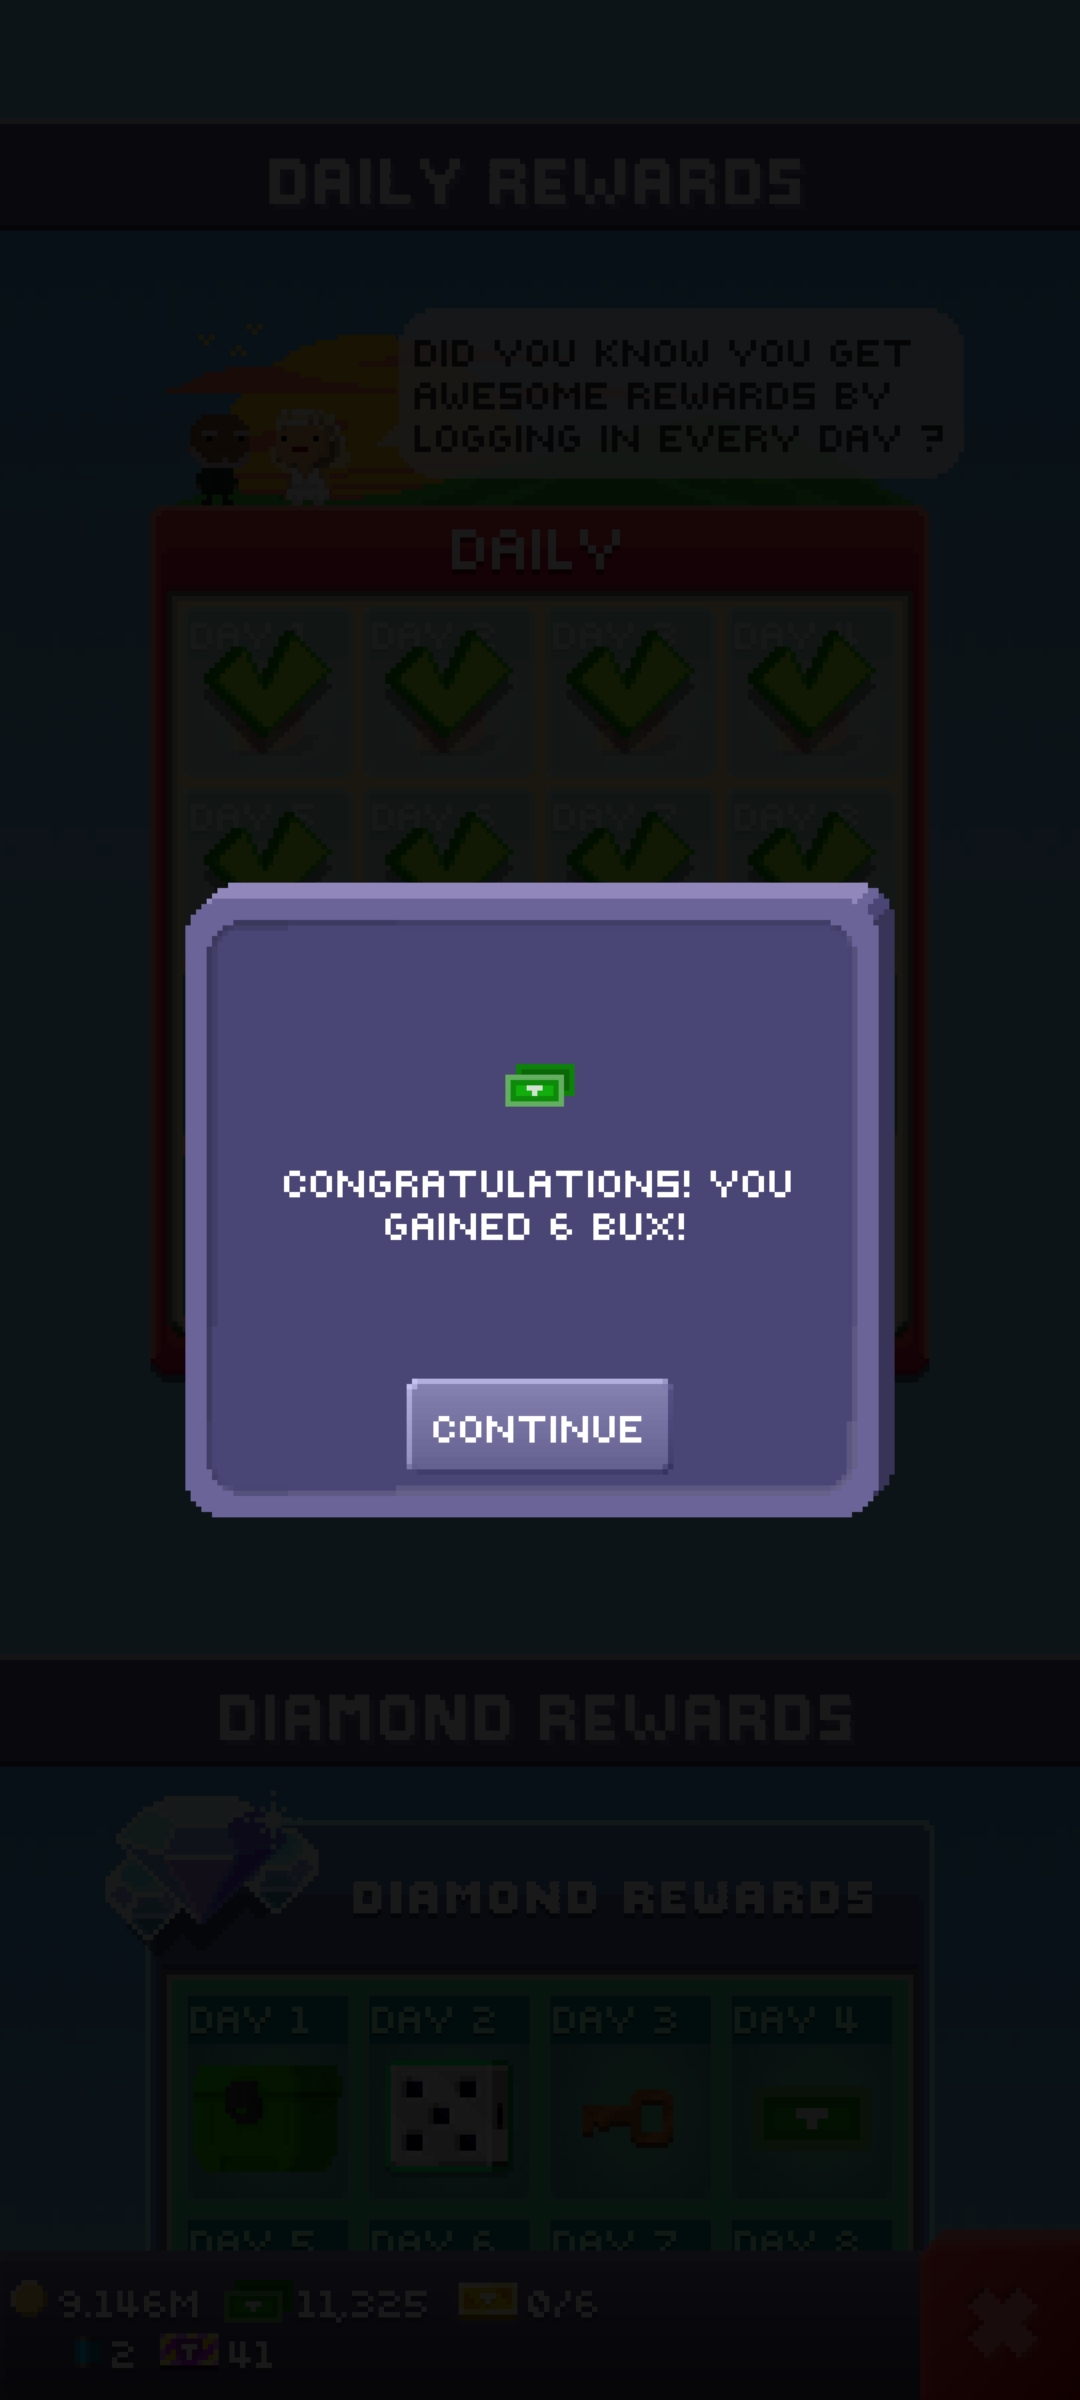 DAILY REWARDS
DID YOU KNOW YOU GET
AWESOME REWARDS BY
LOGGING IN EVERY DAY ?
DAILY
DAY 1 DAY 2 DAY 3 DAY 4
DAY 5 DAY 6 DAY 7 DAY 8
CONGRATULATIONS! YOU
GAINED 6 BUX!
CONTINUE
DIAMOND REWARDS
DIAMOND REWARDS
DAY 1 DAY 2 DAY 3 DAY 4
DAY 5 DAY 6 DAY 7 DAY 8
9.146M 11,325 0/6
2 41